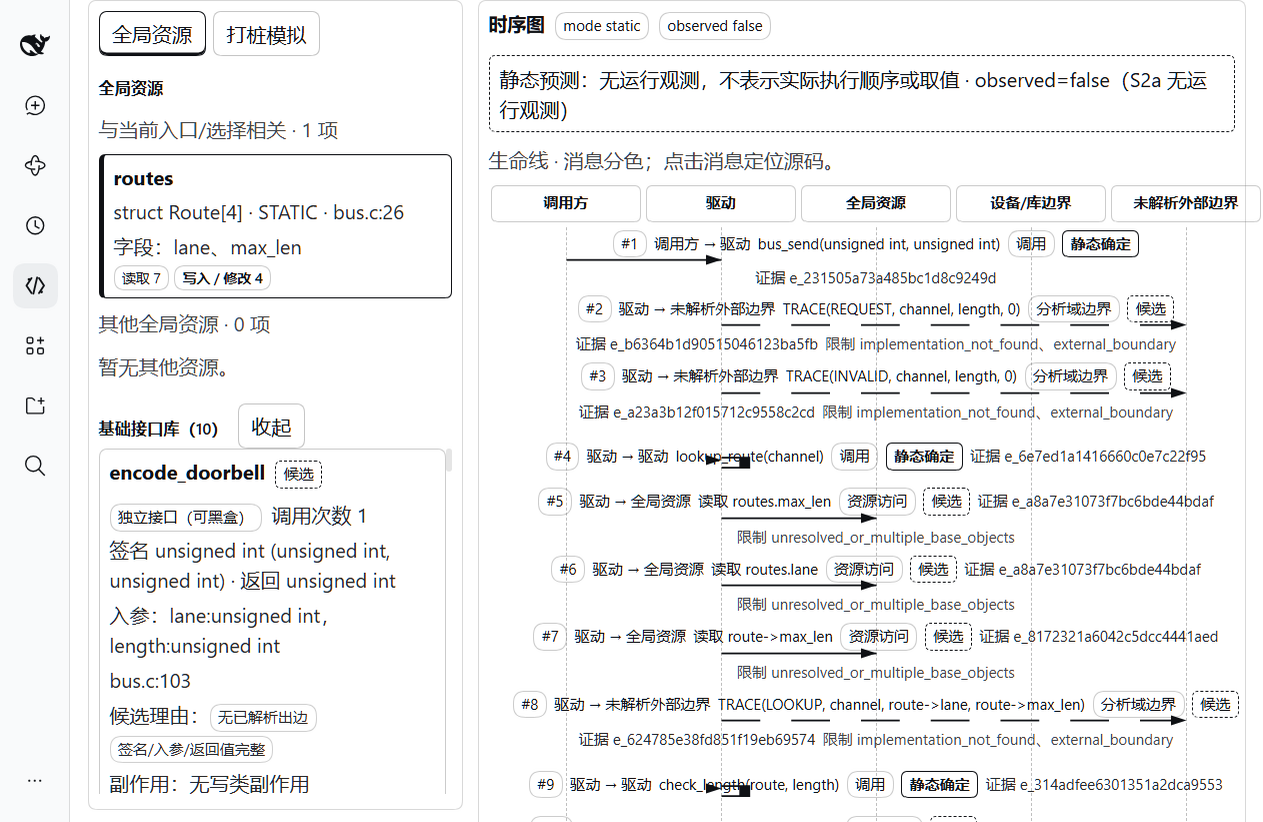 全局资源 打桩模拟
全局资源
与当前入口/选择相关 · 1 项
routes
struct Route[4] · STATIC · bus.c:26
字段：lane、max_len
读取 7 写入 / 修改 4
其他全局资源 · 0 项
暂无其他资源。
基础接口库（10） 收起
encode_doorbell 候选
独立接口（可黑盒） 调用次数 1
签名 unsigned int (unsigned int,
unsigned int) · 返回 unsigned int
入参：lane:unsigned int，
length:unsigned int
bus.c:103
候选理由： 无已解析出边
签名/入参/返回值完整
副作用：无写类副作用
时序图 mode static observed false
静态预测：无运行观测，不表示实际执行顺序或取值 · observed=false（S2a 无运
行观测）
生命线 · 消息分色；点击消息定位源码。
调用方 驱动 全局资源 设备/库边界 未解析外部边界
#1 调用方 → 驱动 bus_send(unsigned int, unsigned int) 调用 静态确定
证据 e_231505a73a485bc1d8c9249d
#2 驱动 → 未解析外部边界 TRACE(REQUEST, channel, length, 0) 分析域边界 候选
证据 e_b6364b1d90515046123ba5fb 限制 implementation_not_found、external_boundary
#3 驱动 → 未解析外部边界 TRACE(INVALID, channel, length, 0) 分析域边界 候选
证据 e_a23a3b12f015712c9558c2cd 限制 implementation_not_found、external_boundary
#4 驱动 → 驱动 lookup_route(channel) 调用 静态确定 证据 e_6e7ed1a1416660c0e7c22f95
#5 驱动 → 全局资源 读取 routes.max_len 资源访问 候选 证据 e_a8a7e31073f7bc6bde44bdaf
限制 unresolved_or_multiple_base_objects
#6 驱动 → 全局资源 读取 routes.lane 资源访问 候选 证据 e_a8a7e31073f7bc6bde44bdaf
限制 unresolved_or_multiple_base_objects
#7 驱动 → 全局资源 读取 route->max_len 资源访问 候选 证据 e_8172321a6042c5dcc4441aed
限制 unresolved_or_multiple_base_objects
#8 驱动 → 未解析外部边界 TRACE(LOOKUP, channel, route->lane, route->max_len) 分析域边界 候选
证据 e_624785e38fd851f19eb69574 限制 implementation_not_found、external_boundary
#9 驱动 → 驱动 check_length(route, length) 调用 静态确定 证据 e_314adfee6301351a2dca9553